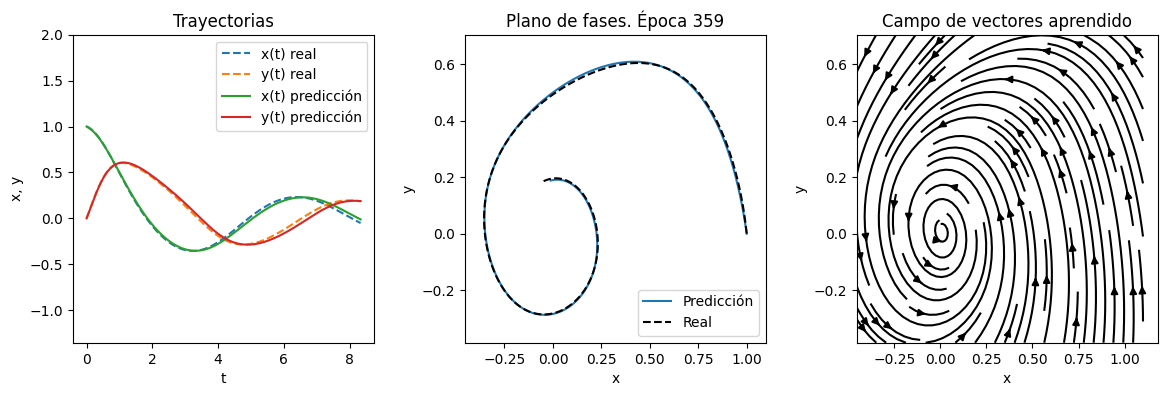 Trayectorias
2.0
1.5
1.0
0.5
0.0
−0.5
−1.0
x, y
0 2 4 6 8
t
x(t) real
y(t) real
x(t) predicción
y(t) predicción
Plano de fases. Época 359
0.6
0.4
0.2
0.0
−0.2
y
−0.25 0.00 0.25 0.50 0.75 1.00
x
Predicción
Real
Campo de vectores aprendido
0.6
0.4
0.2
0.0
−0.2
y
−0.25 0.00 0.25 0.50 0.75 1.00
x